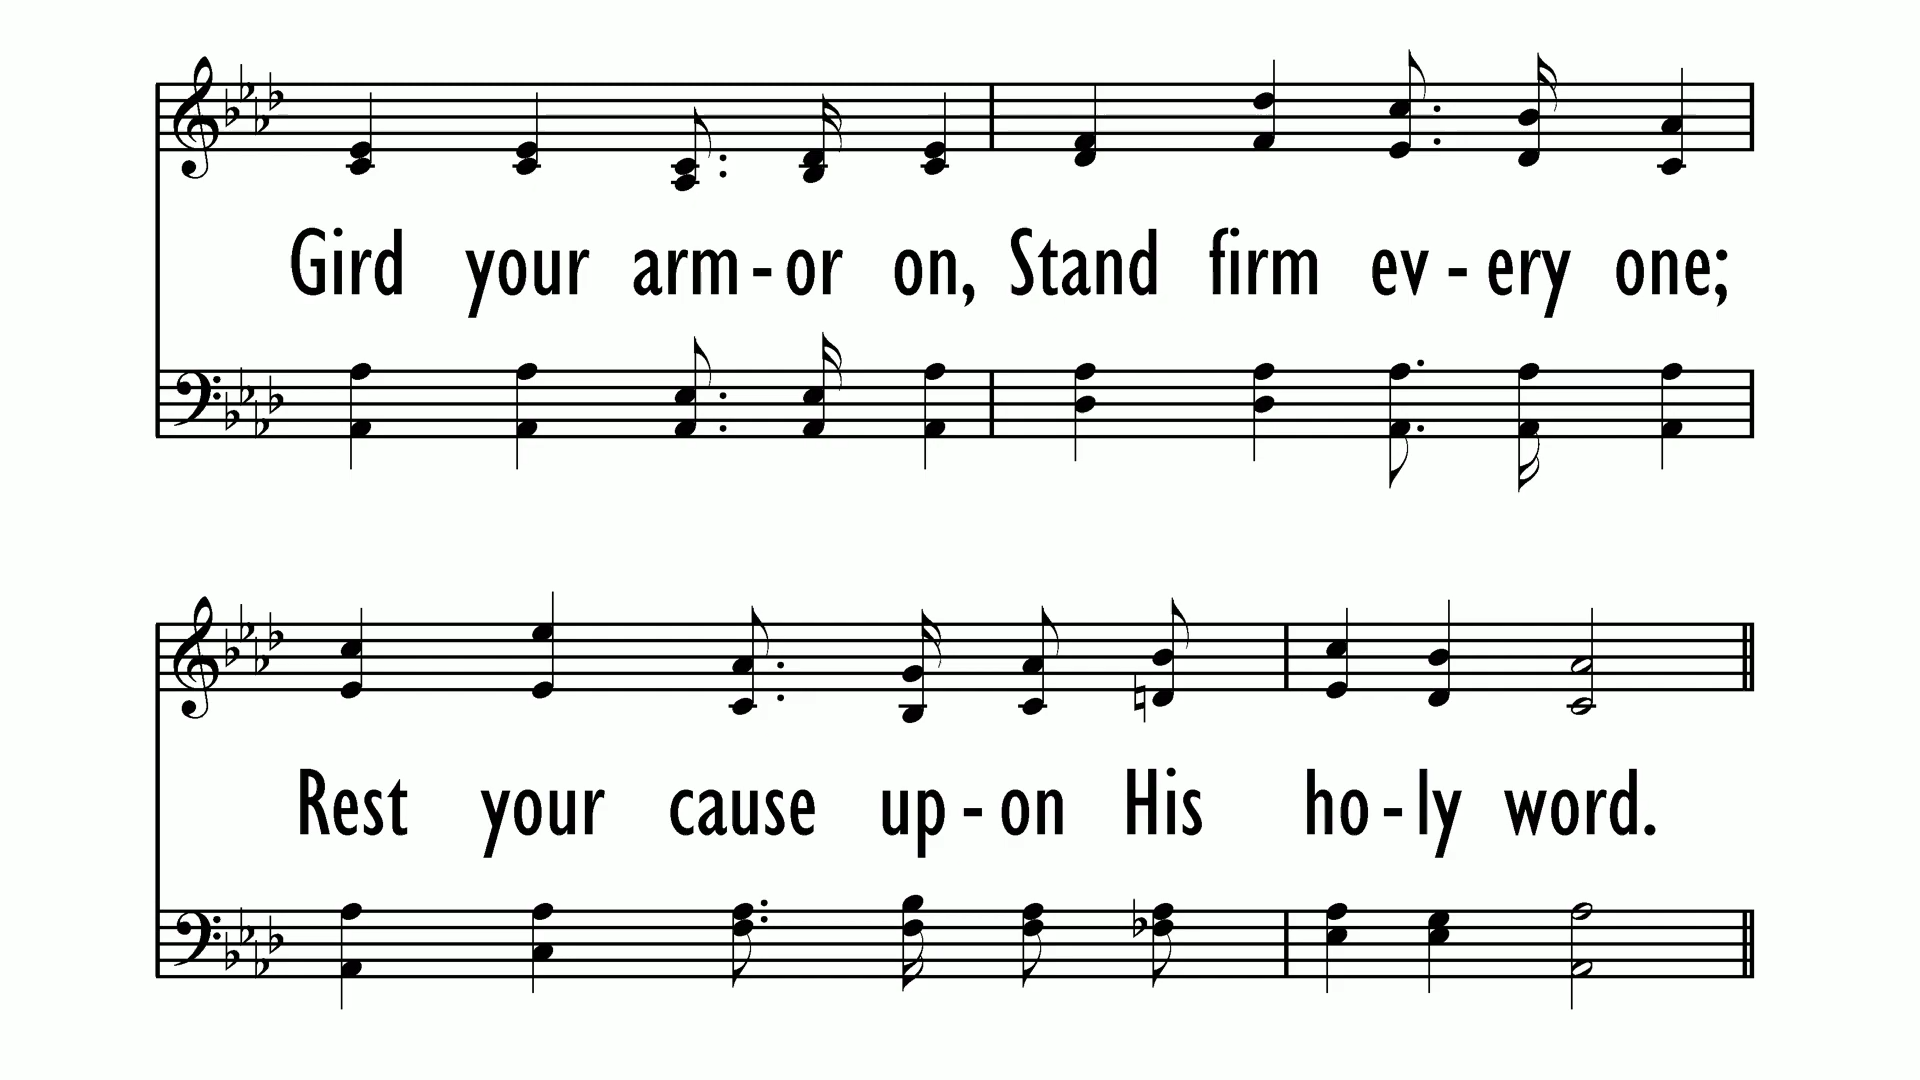 Gird your arm - or on, Stand firm ev - ery one;
Rest your cause up - on His ho - ly word.